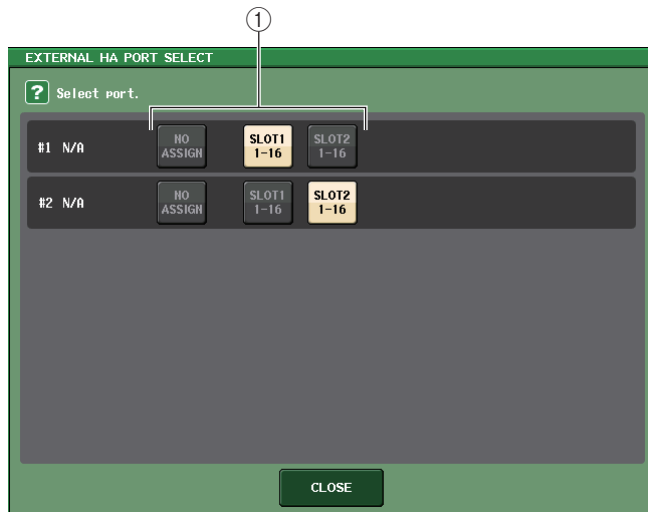 ①
EXTERNAL HA PORT SELECT
? Select port.
#1 N/A NO ASSIGN SLOT1 1-16 SLOT2 1-16
#2 N/A NO ASSIGN SLOT1 1-16 SLOT2 1-16
CLOSE